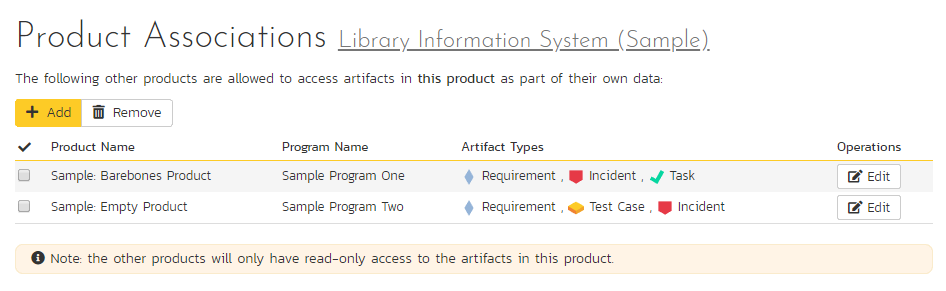 Product Associations Library Information System (Sample)
The following other products are allowed to access artifacts in this product as part of their own data:
Add Remove
Product Name Program Name Artifact Types Operations
Sample: Barebones Product Sample Program One Requirement , Incident , Task Edit
Sample: Empty Product Sample Program Two Requirement , Test Case , Incident Edit
Note: the other products will only have read-only access to the artifacts in this product.